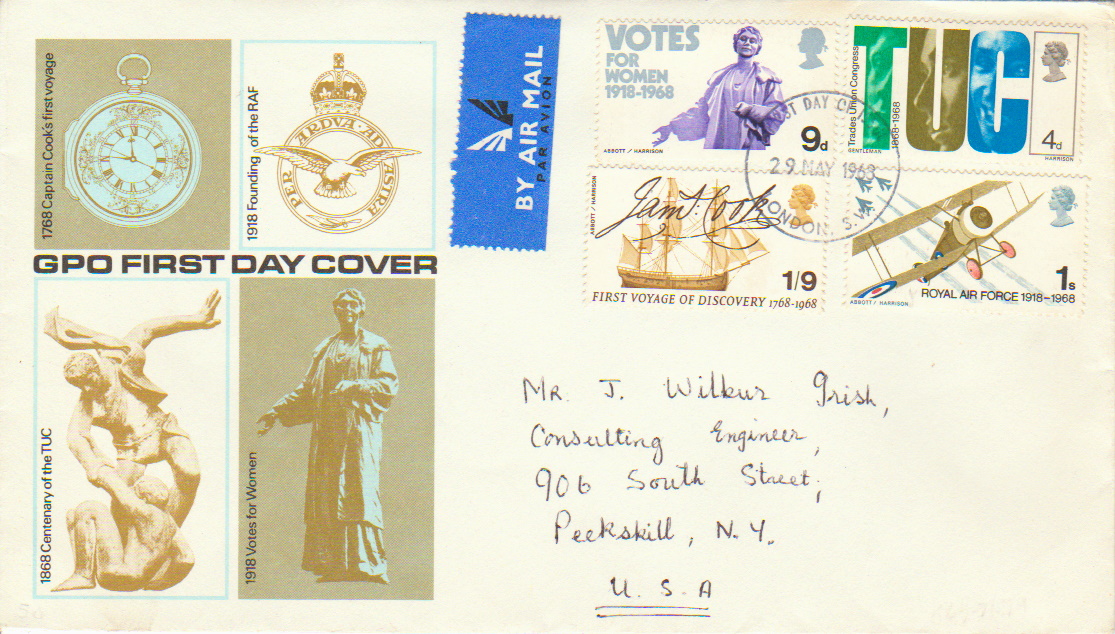 1768 Captain Cook's first voyage
1918 Founding of the RAF
PER ARDVA AD ASTRA
GPO FIRST DAY COVER
1868 Centenary of the TUC
1918 Votes for Women
BY AIR MAIL
PAR AVION
VOTES
FOR
WOMEN
1918-1968
9d
ABBOTT / HARRISON
Trades Union Congress
1868-1968
TUC
4d
GENTLEMAN
HARRISON
ABBOTT / HARRISON
Jam.s Cook
1/9
FIRST VOYAGE OF DISCOVERY 1768-1968
1s
ROYAL AIR FORCE 1918-1968
ABBOTT / HARRISON
FIRST DAY
29 MAY 1968
LONDON, S.
Mr. J. Wilbur Grish,
Consulting Engineer,
906 South Street,
Peekskill, N.Y.
U.S.A